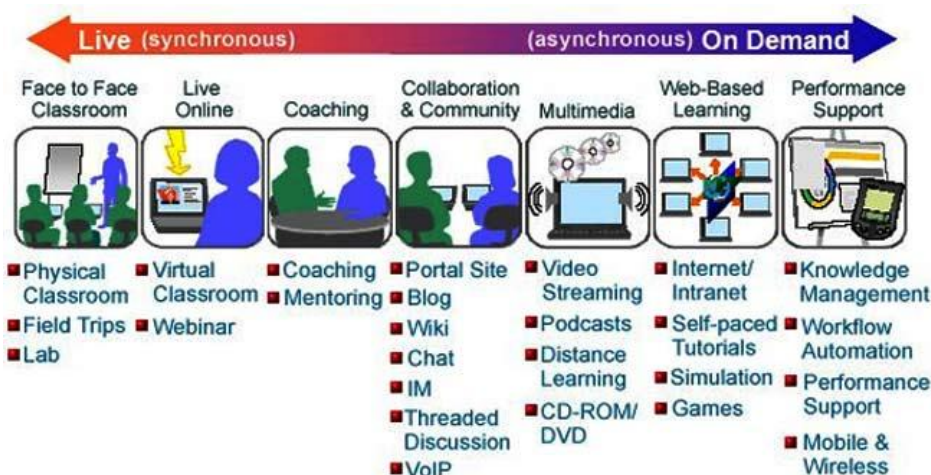 Live (synchronous)
(asynchronous) On Demand
Face to Face
Classroom
Live
Online
Coaching
Collaboration
& Community
Multimedia
Web-Based
Learning
Performance
Support
Physical
Classroom
Field Trips
Lab
Virtual
Classroom
Webinar
Coaching
Mentoring
Portal Site
Blog
Wiki
Chat
IM
Threaded
Discussion
VoIP
Video
Streaming
Podcasts
Distance
Learning
CD-ROM/
DVD
Internet/
Intranet
Self-paced
Tutorials
Simulation
Games
Knowledge
Management
Workflow
Automation
Performance
Support
Mobile &
Wireless